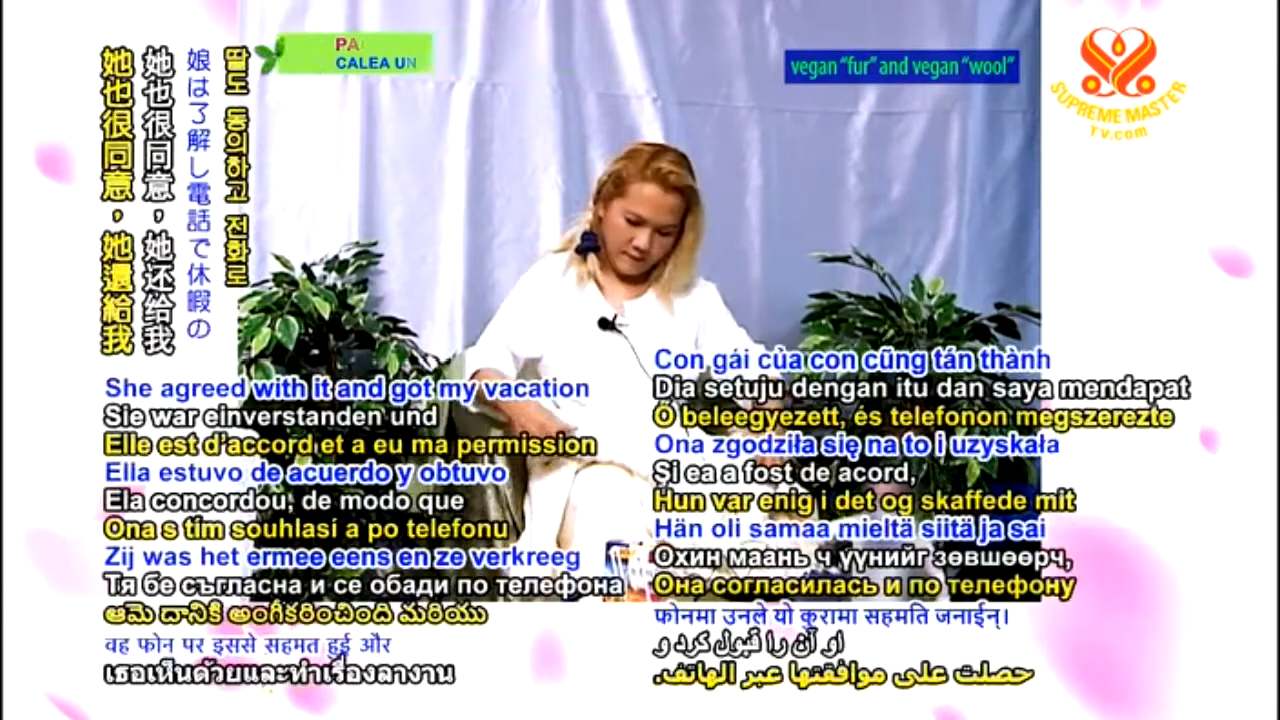 PA
CALEA UN
vegan “fur” and vegan “wool”
SUPREME MASTER
TV.com
딸도 동의하고 전화로
娘は了解し電話で休暇の
她也很同意，她还给我
她也很同意，她還給我
She agreed with it and got my vacation
Sie war einverstanden und
Elle est d’accord et a eu ma permission
Ella estuvo de acuerdo y obtuvo
Ela concordou, de modo que
Ona s tím souhlasí a po telefonu
Zij was het ermee eens en ze verkreeg
Тя бе съгласна и се обади по телефона
ఆమె దానికి అంగీకరించింది మరియు
वह फोन पर इससे सहमत हुई और
เธอเห็นด้วยและทำเรื่องลางาน
Con gái của con cũng tán thành
Dia setuju dengan itu dan saya mendapat
Ő beleegyezett, és telefonon megszerezte
Ona zgodziła się na to i uzyskała
Și ea a fost de acord,
Hun var enig i det og skaffede mit
Hän oli samaa mieltä siitä ja sai
Охин маань ч үүнийг зөвшөөрч,
Она согласилась и по телефону
फोनमा उनले यो कुरामा सहमति जनाईन्।
او آن را قبول کرد و
حصلت على موافقتها عبر الهاتف.